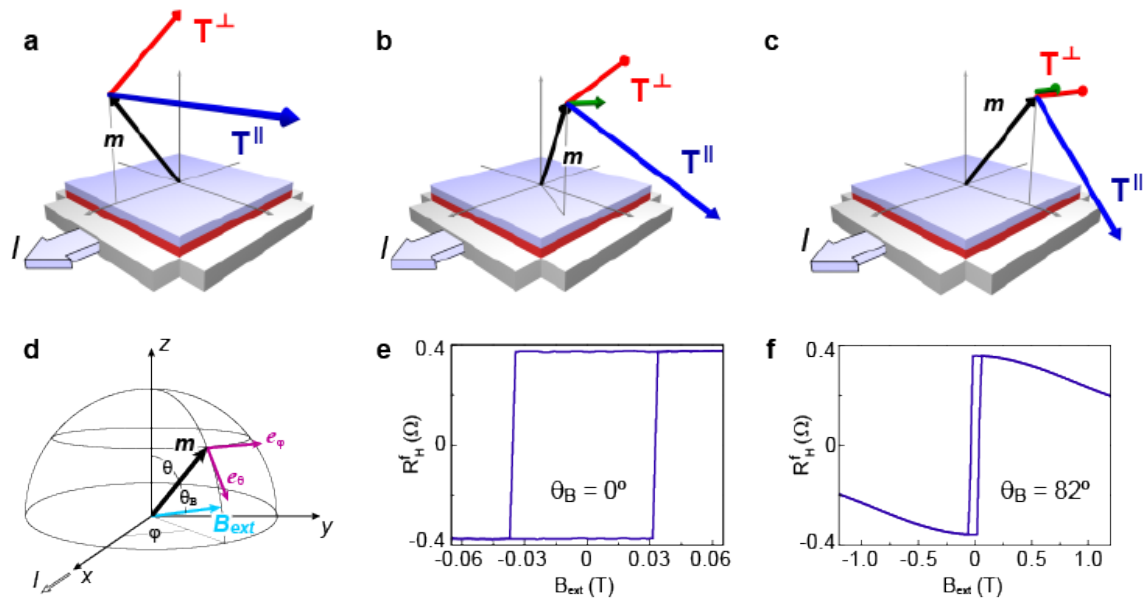 a
T⊥
T∥
m
I
b
T⊥
T∥
m
I
c
T⊥
m
T∥
I
d
z
m
eφ
θ
eθ
θB
Bext
y
φ
I
x
e
0.4
0
-0.4
R_H^f (Ω)
θB = 0º
-0.06
-0.03
0
0.03
0.06
Bext (T)
f
0.4
0
-0.4
R_H^f (Ω)
θB = 82º
-1.0
-0.5
0
0.5
1.0
Bext (T)